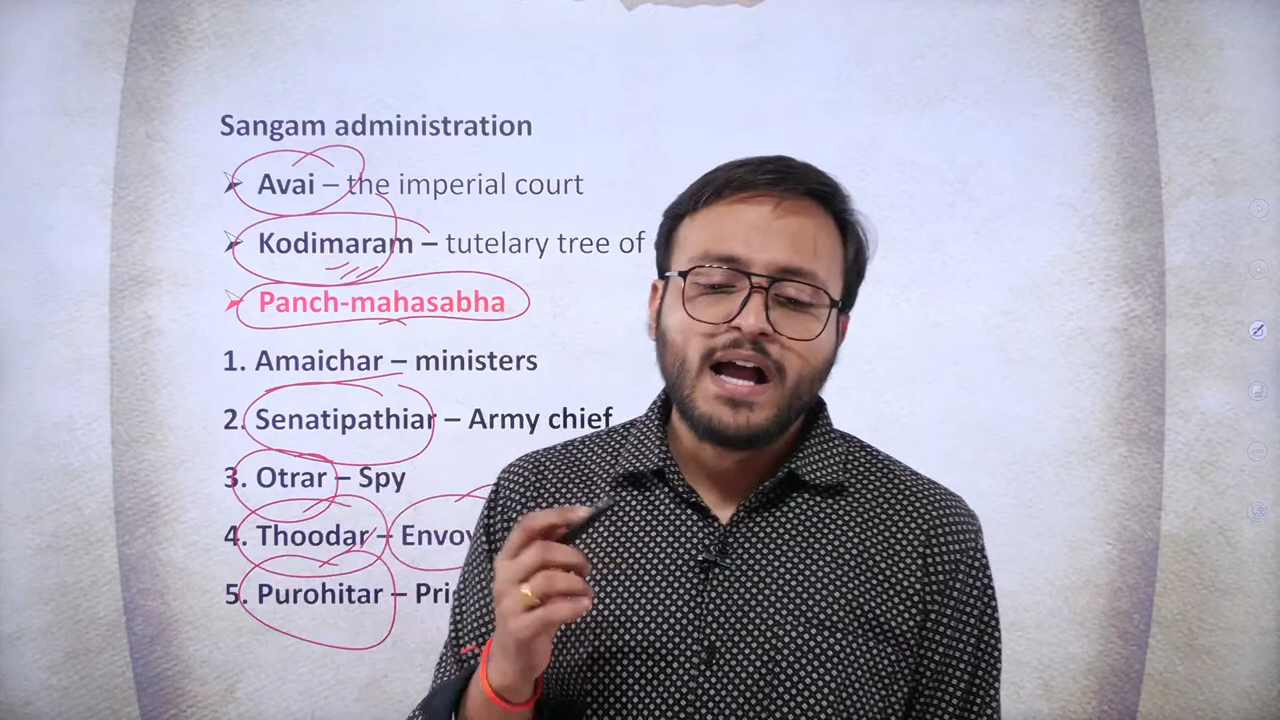 Sangam administration
➢ Avai – the imperial court
➢ Kodimaram – tutelary tree of
➢ Panch-mahasabha
1. Amaichar – ministers
2. Senatipathiar – Army chief
3. Otrar – Spy
4. Thoodar –
5. Purohitar –